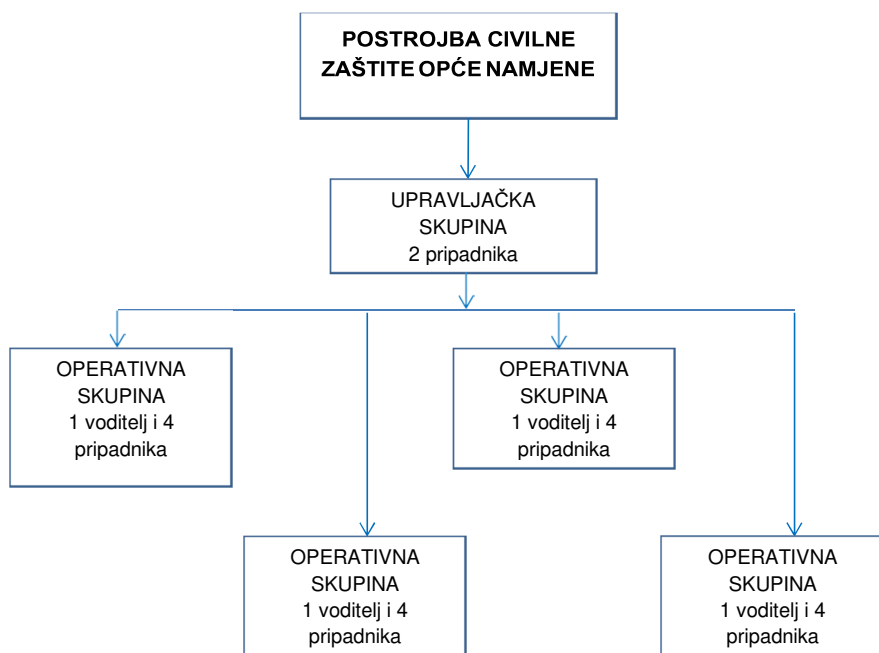 POSTROJBA CIVILNE
ZAŠTITE OPĆE NAMJENE
UPRAVLJAČKA
SKUPINA
2 pripadnika
OPERATIVNA
SKUPINA
1 voditelj i 4
pripadnika
OPERATIVNA
SKUPINA
1 voditelj i 4
pripadnika
OPERATIVNA
SKUPINA
1 voditelj i 4
pripadnika
OPERATIVNA
SKUPINA
1 voditelj i 4
pripadnika